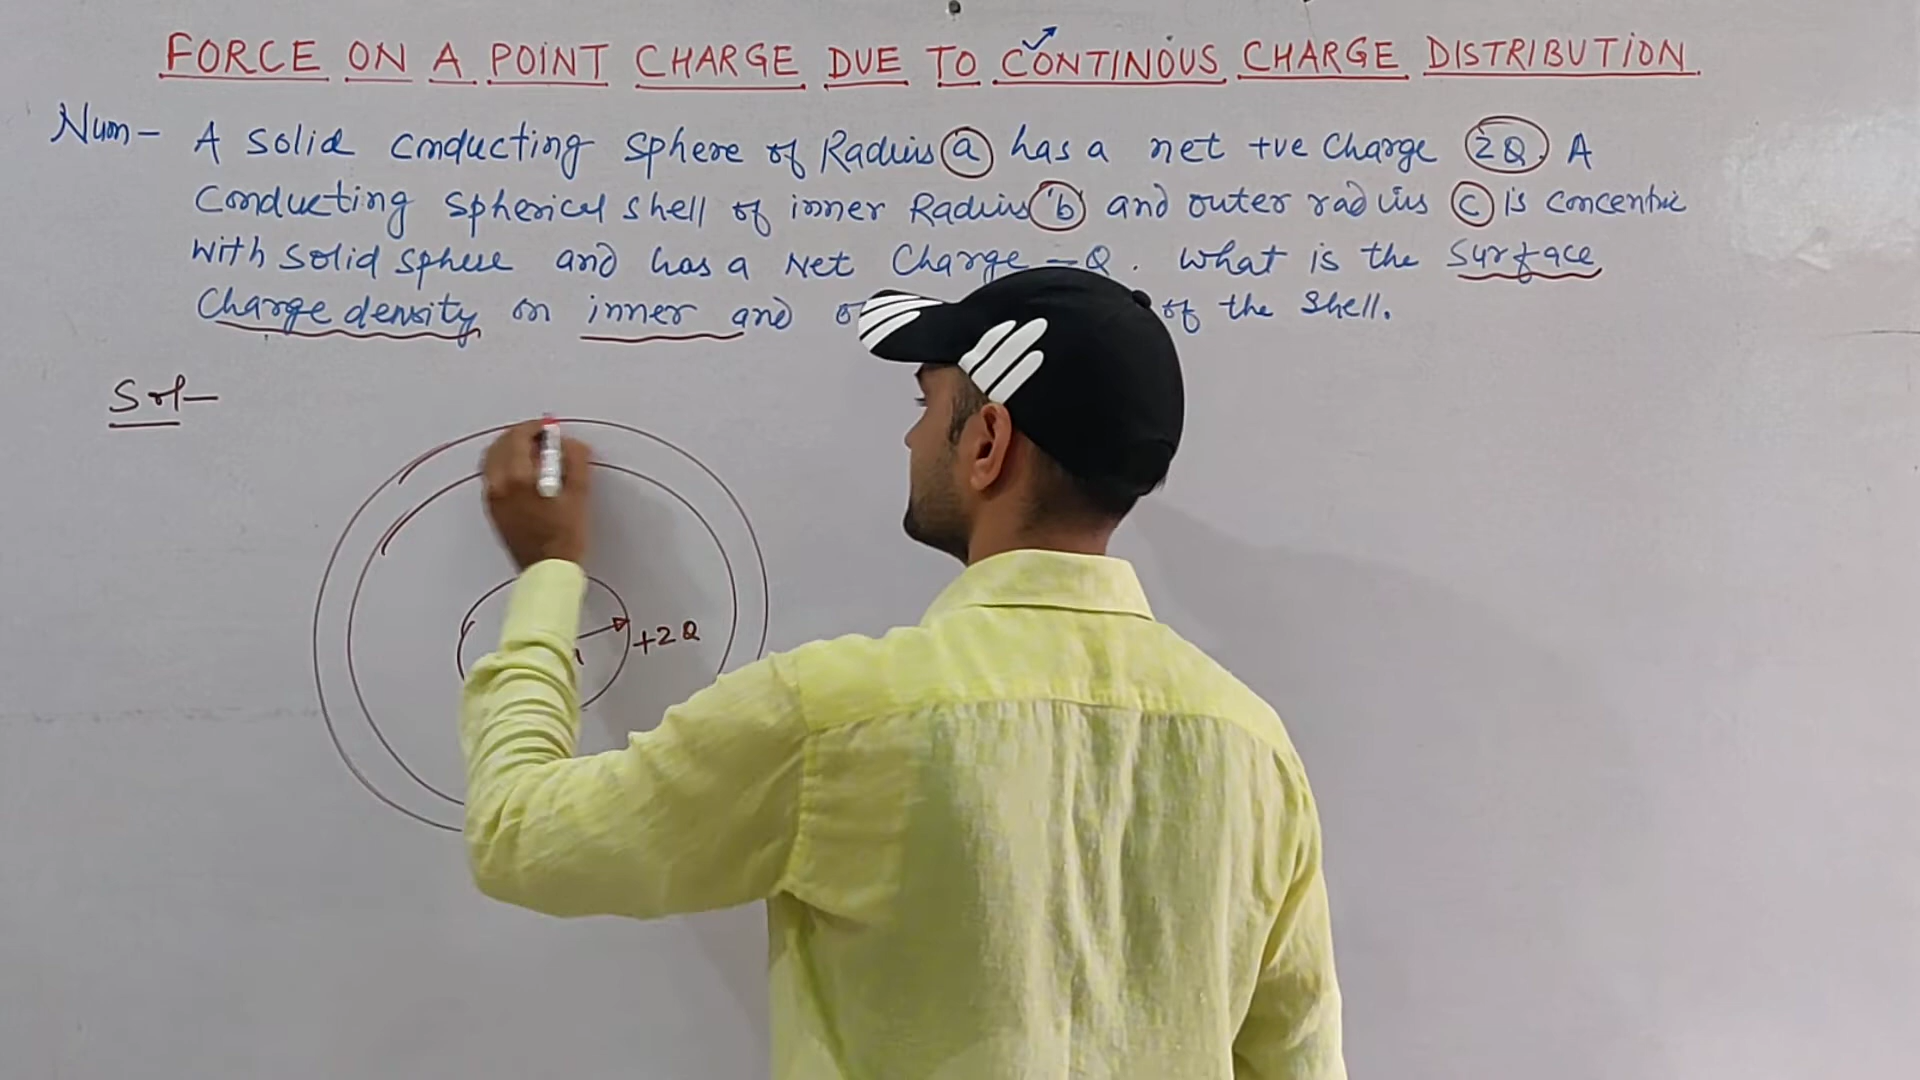 FORCE ON A POINT CHARGE DUE TO CONTINOUS CHARGE DISTRIBUTION
Num- A solid conducting sphere of Radius a has a net +ve charge 2Q. A
Conducting spherical shell of inner Radius 'b' and outer radius c is concentric
with solid sphere and has a Net Charge -Q. what is the surface
Charge density on inner and of the shell.
Sol-
+2Q